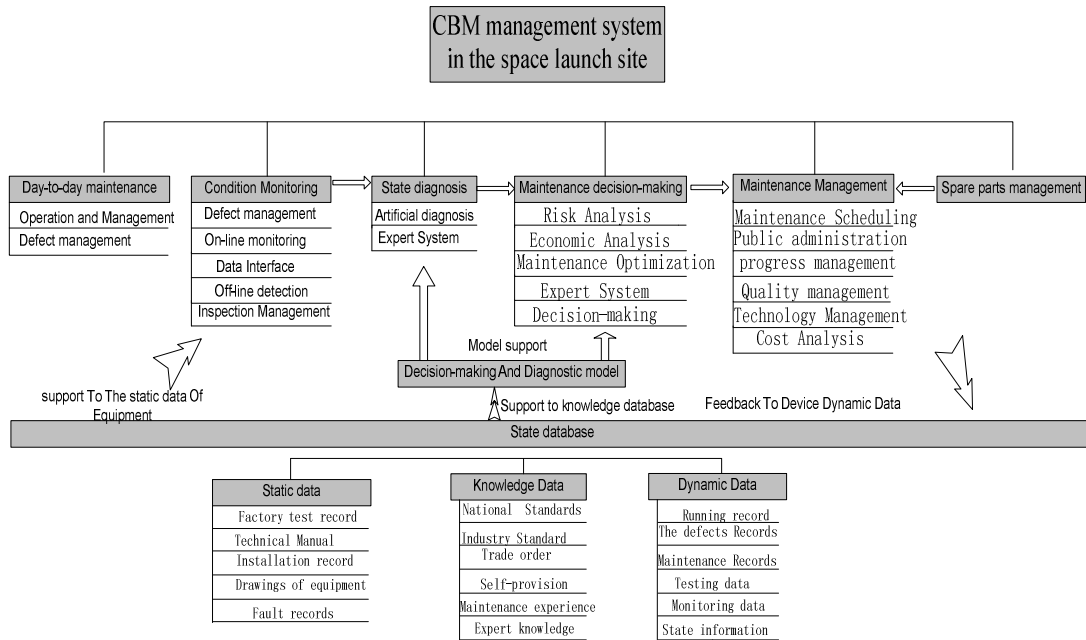 CBM management system
in the space launch site
Day-to-day maintenance
Operation and Management
Defect management
Condition Monitoring
Defect management
On-line monitoring
Data Interface
Off-line detection
Inspection Management
State diagnosis
Artificial diagnosis
Expert System
Maintenance decision-making
Risk Analysis
Economic Analysis
Maintenance Optimization
Expert System
Decision-making
Maintenance Management
Maintenance Scheduling
Public administration
progress management
Quality management
Technology Management
Cost Analysis
Spare parts management
Model support
Decision-making And Diagnostic model
support To The static data Of
Equipment
Support to knowledge database
Feedback To Device Dynamic Data
State database
Static data
Factory test record
Technical Manual
Installation record
Drawings of equipment
Fault records
Knowledge Data
National Standards
Industry Standard
Trade order
Self-provision
Maintenance experience
Expert knowledge
Dynamic Data
Running record
The defects Records
Maintenance Records
Testing data
Monitoring data
State information